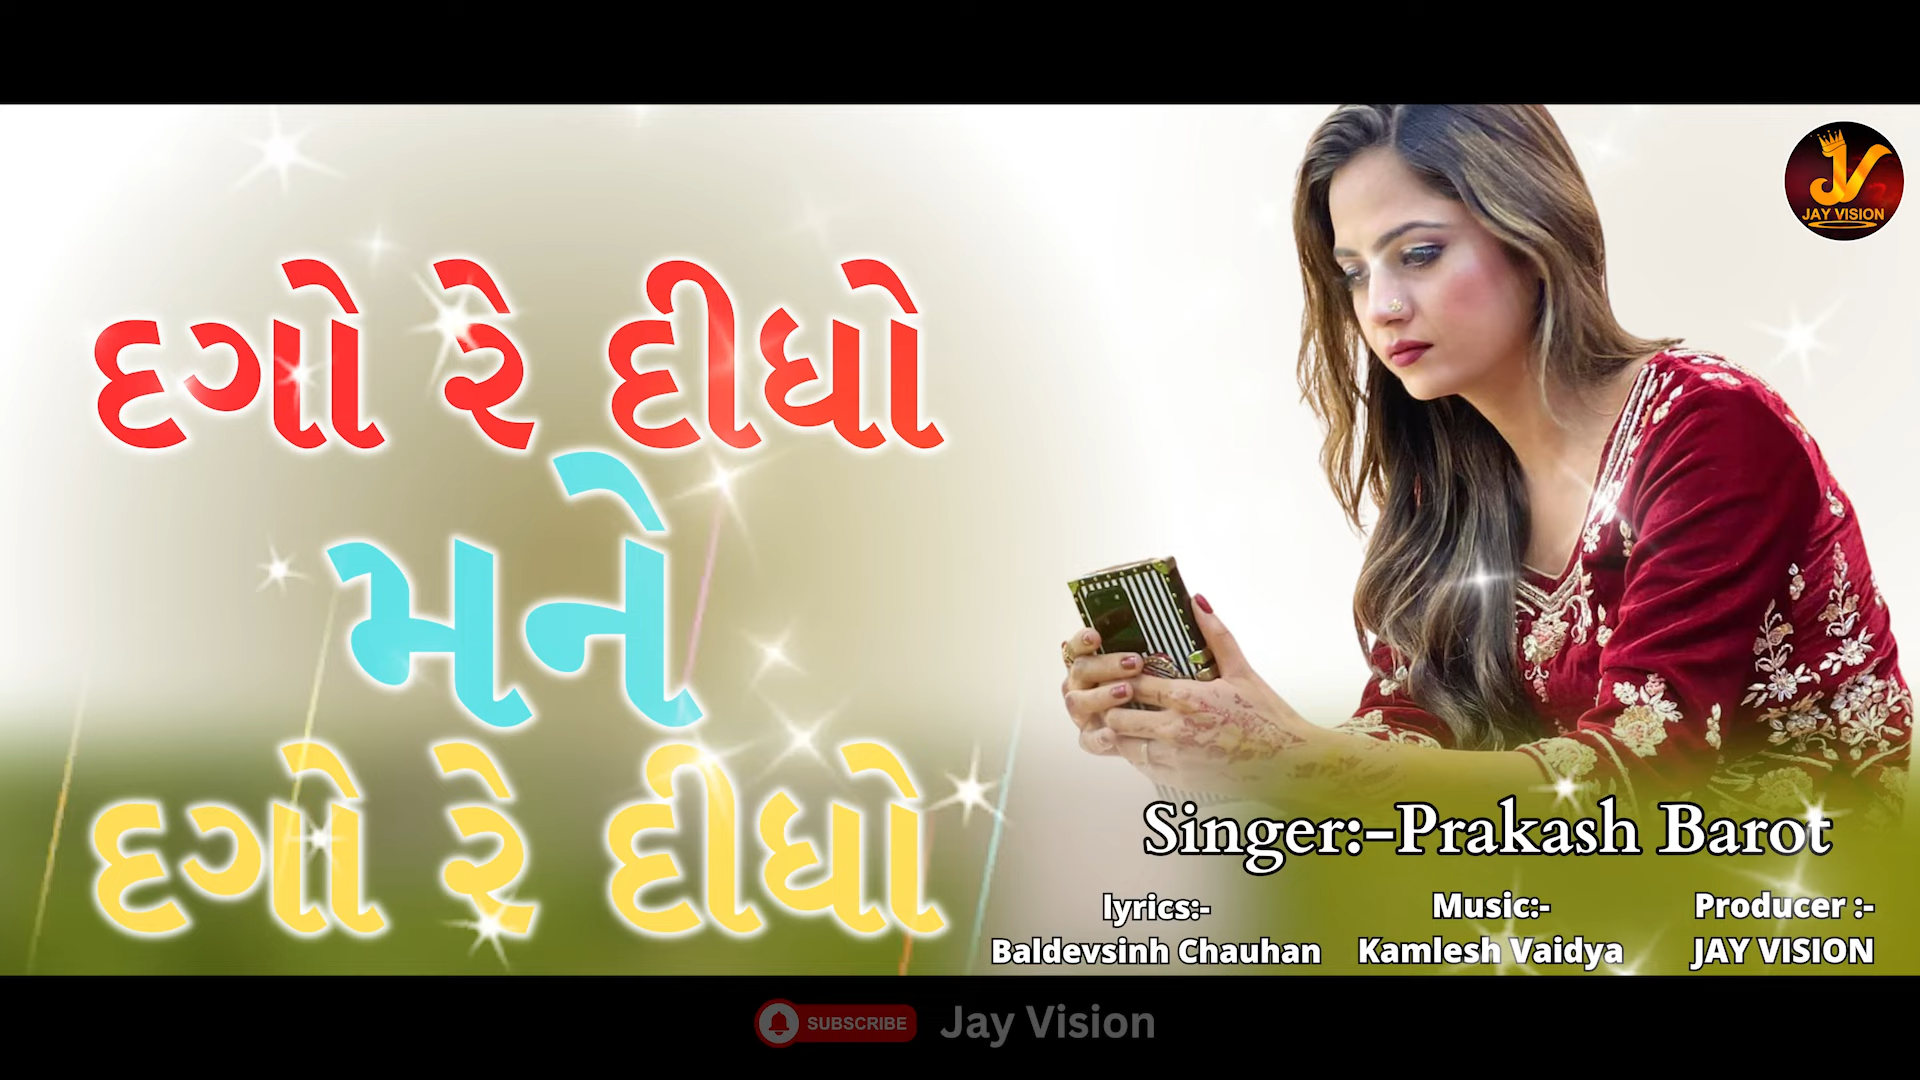 દગો રે દીધો
મને
દગો રે દીધો
JV
JAY VISION
Singer:-Prakash Barot
lyrics:-
Baldevsinh Chauhan
Music:-
Kamlesh Vaidya
Producer :-
JAY VISION
SUBSCRIBE
Jay Vision